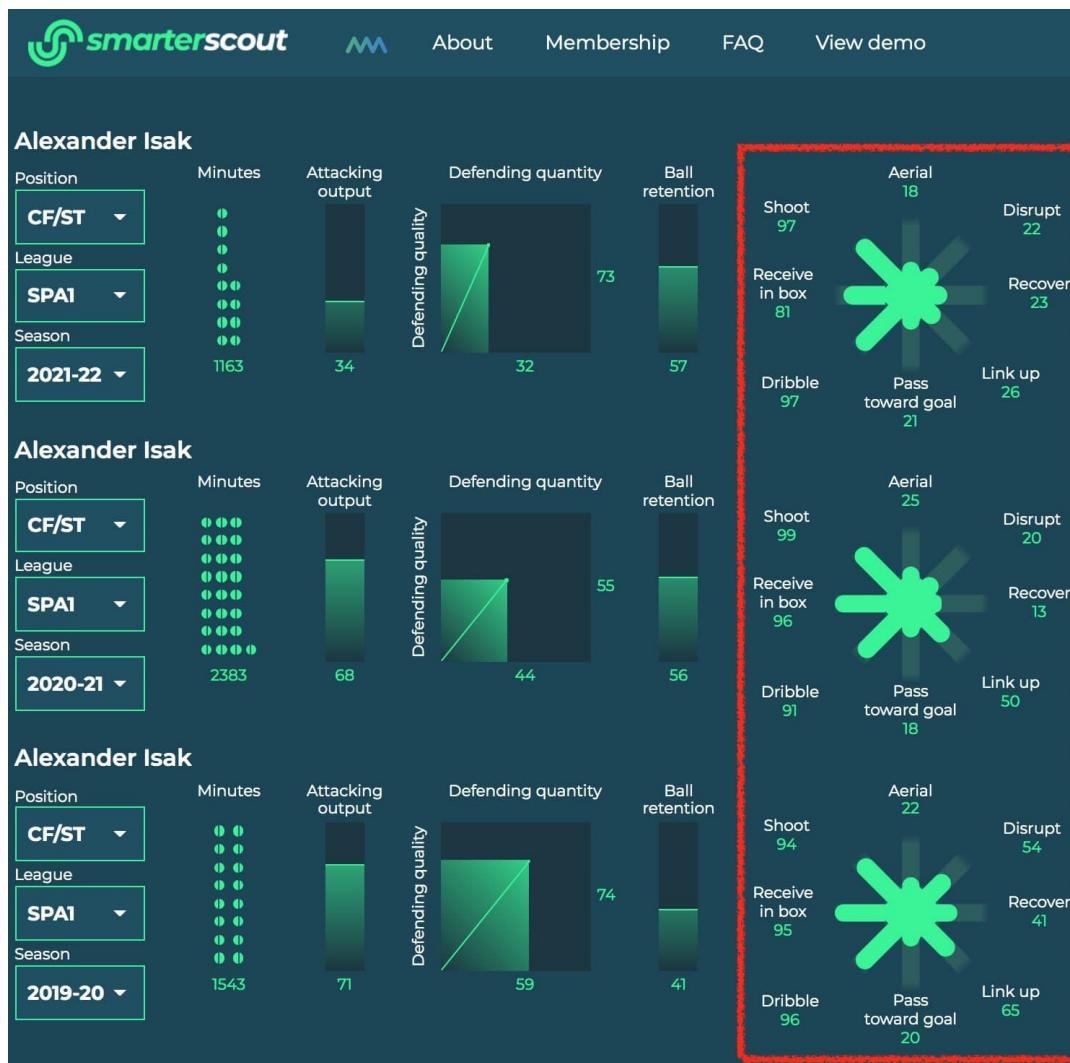 smarterscout
About
Membership
FAQ
View demo
Alexander Isak
Position
CF/ST
League
SPA1
Season
2021-22
Minutes
1163
Attacking
output
34
Defending quantity
Defending quality
73
32
Ball
retention
57
Aerial
18
Shoot
97
Disrupt
22
Receive
in box
81
Recover
23
Dribble
97
Pass
toward goal
21
Link up
26
Alexander Isak
Position
CF/ST
League
SPA1
Season
2020-21
Minutes
2383
Attacking
output
68
Defending quantity
Defending quality
55
44
Ball
retention
56
Aerial
25
Shoot
99
Disrupt
20
Receive
in box
96
Recover
13
Dribble
91
Pass
toward goal
18
Link up
50
Alexander Isak
Position
CF/ST
League
SPA1
Season
2019-20
Minutes
1543
Attacking
output
71
Defending quantity
Defending quality
74
59
Ball
retention
41
Aerial
22
Shoot
94
Disrupt
54
Receive
in box
95
Recover
41
Dribble
96
Pass
toward goal
20
Link up
65